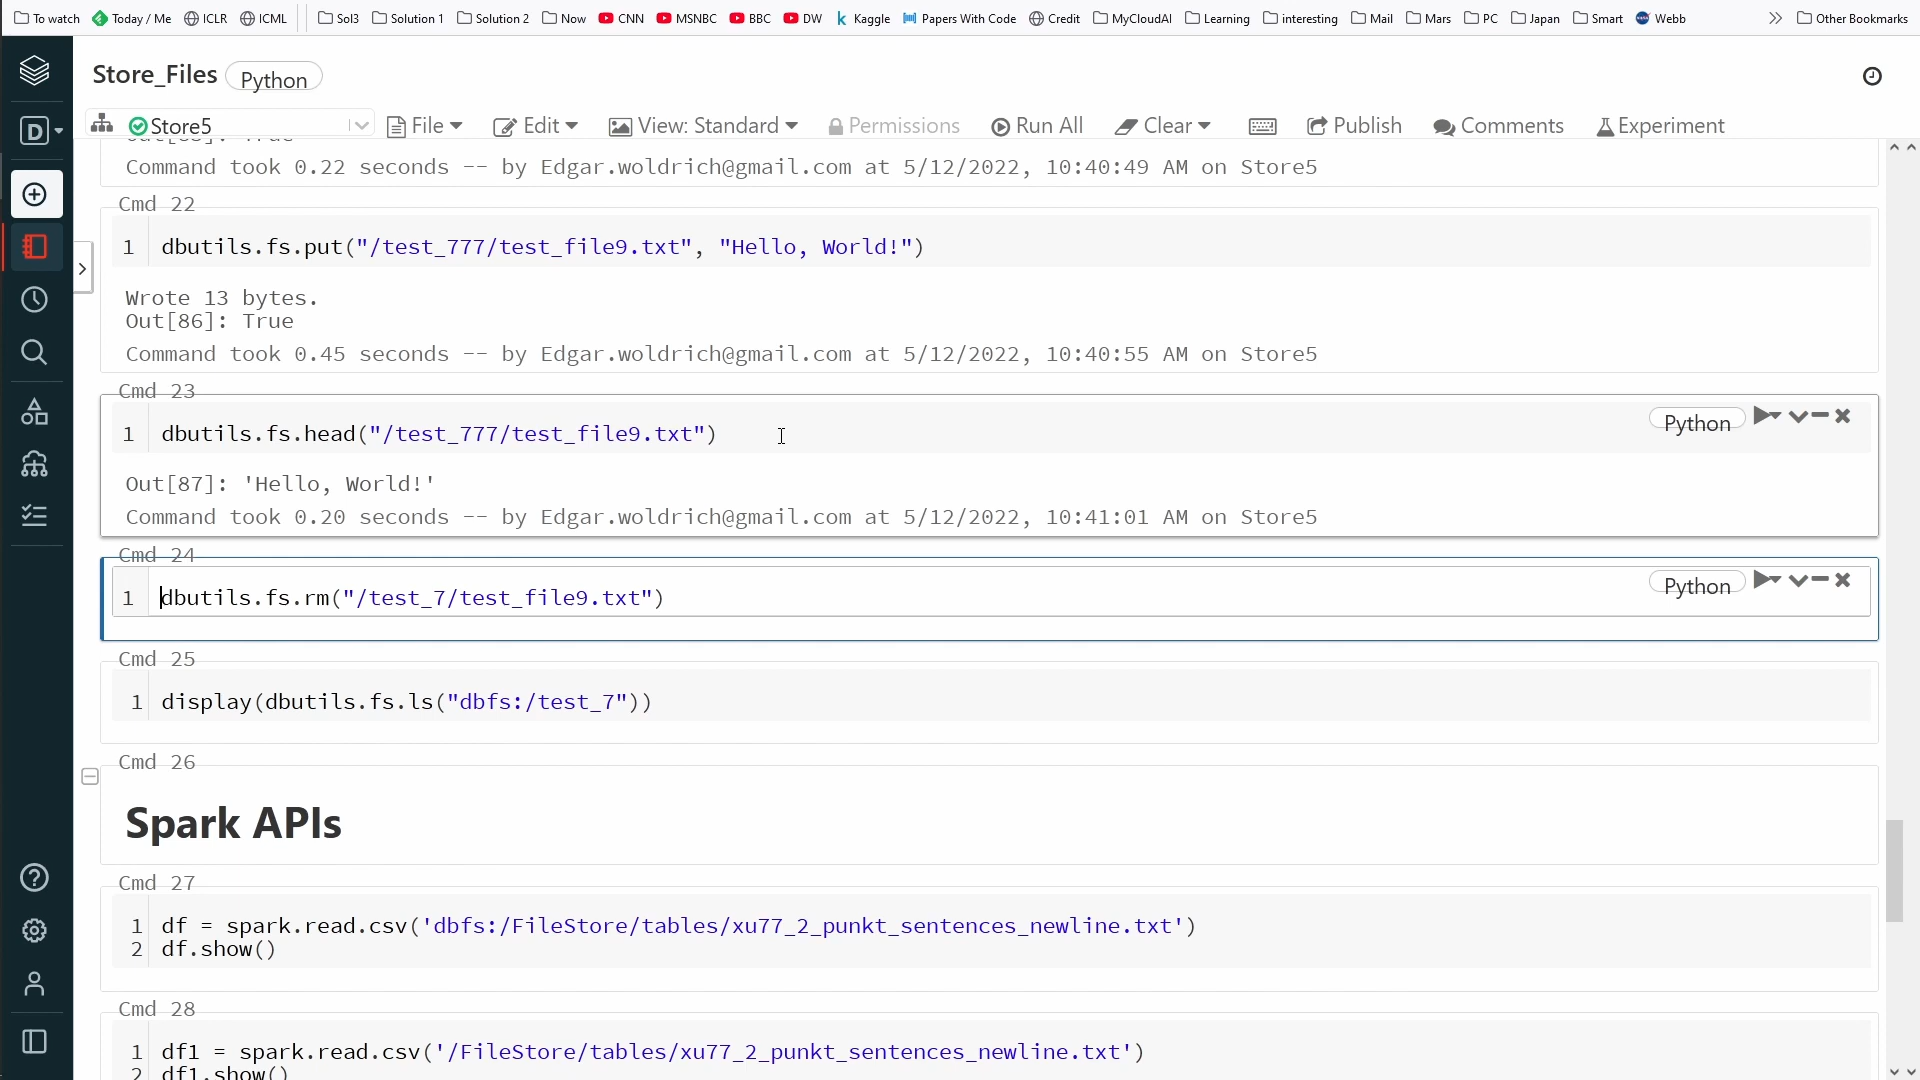 To watch Today / Me ICLR ICML Sol3 Solution 1 Solution 2 Now CNN MSNBC BBC DW Kaggle Papers With Code Credit MyCloudAI Learning interesting Mail Mars PC Japan Smart Webb Other Bookmarks
Store_Files Python
D Store5 File Edit View: Standard Permissions Run All Clear Publish Comments Experiment
Command took 0.22 seconds -- by Edgar.woldrich@gmail.com at 5/12/2022, 10:40:49 AM on Store5
Cmd 22
1 dbutils.fs.put("/test_777/test_file9.txt", "Hello, World!")
Wrote 13 bytes.
Out[86]: True
Command took 0.45 seconds -- by Edgar.woldrich@gmail.com at 5/12/2022, 10:40:55 AM on Store5
Cmd 23
Python
1 dbutils.fs.head("/test_777/test_file9.txt")
Out[87]: 'Hello, World!'
Command took 0.20 seconds -- by Edgar.woldrich@gmail.com at 5/12/2022, 10:41:01 AM on Store5
Cmd 24
Python
1 dbutils.fs.rm("/test_7/test_file9.txt")
Cmd 25
1 display(dbutils.fs.ls("dbfs:/test_7"))
Cmd 26
Spark APIs
Cmd 27
1 df = spark.read.csv('dbfs:/FileStore/tables/xu77_2_punkt_sentences_newline.txt')
2 df.show()
Cmd 28
1 df1 = spark.read.csv('/FileStore/tables/xu77_2_punkt_sentences_newline.txt')
2 df1.show()